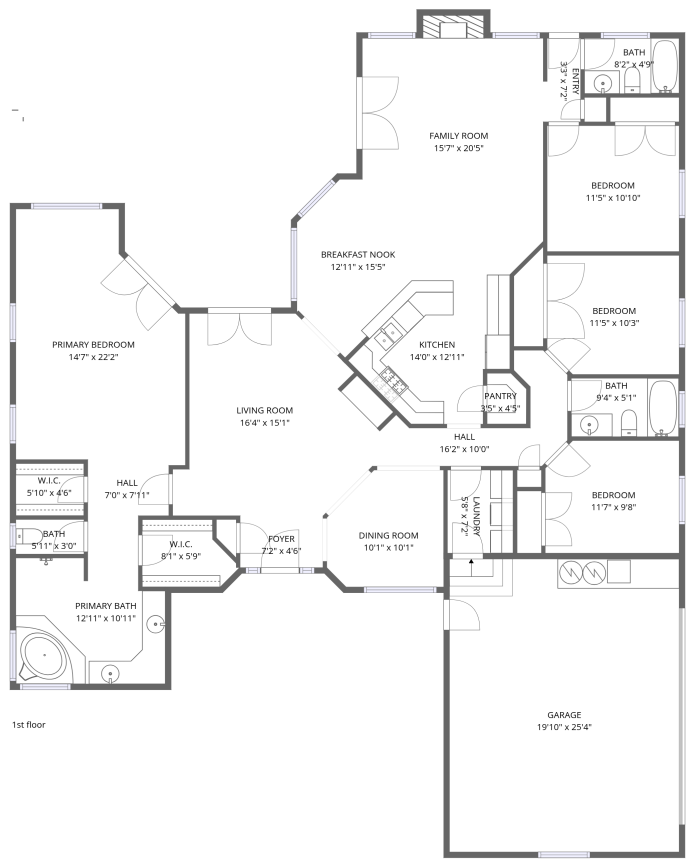 BATH
8'2" x 4'9"
ENTRY
3'3" x 7'2"
FAMILY ROOM
15'7" x 20'5"
BEDROOM
11'5" x 10'10"
BREAKFAST NOOK
12'11" x 15'5"
BEDROOM
11'5" x 10'3"
PRIMARY BEDROOM
14'7" x 22'2"
KITCHEN
14'0" x 12'11"
BATH
9'4" x 5'1"
PANTRY
3'5" x 4'5"
LIVING ROOM
16'4" x 15'1"
HALL
16'2" x 10'0"
W.I.C.
5'10" x 4'6"
HALL
7'0" x 7'11"
BEDROOM
11'7" x 9'8"
LAUNDRY
5'8" x 7'2"
BATH
5'11" x 3'0"
W.I.C.
8'1" x 5'9"
FOYER
7'2" x 4'6"
DINING ROOM
10'1" x 10'1"
PRIMARY BATH
12'11" x 10'11"
GARAGE
19'10" x 25'4"
1st floor